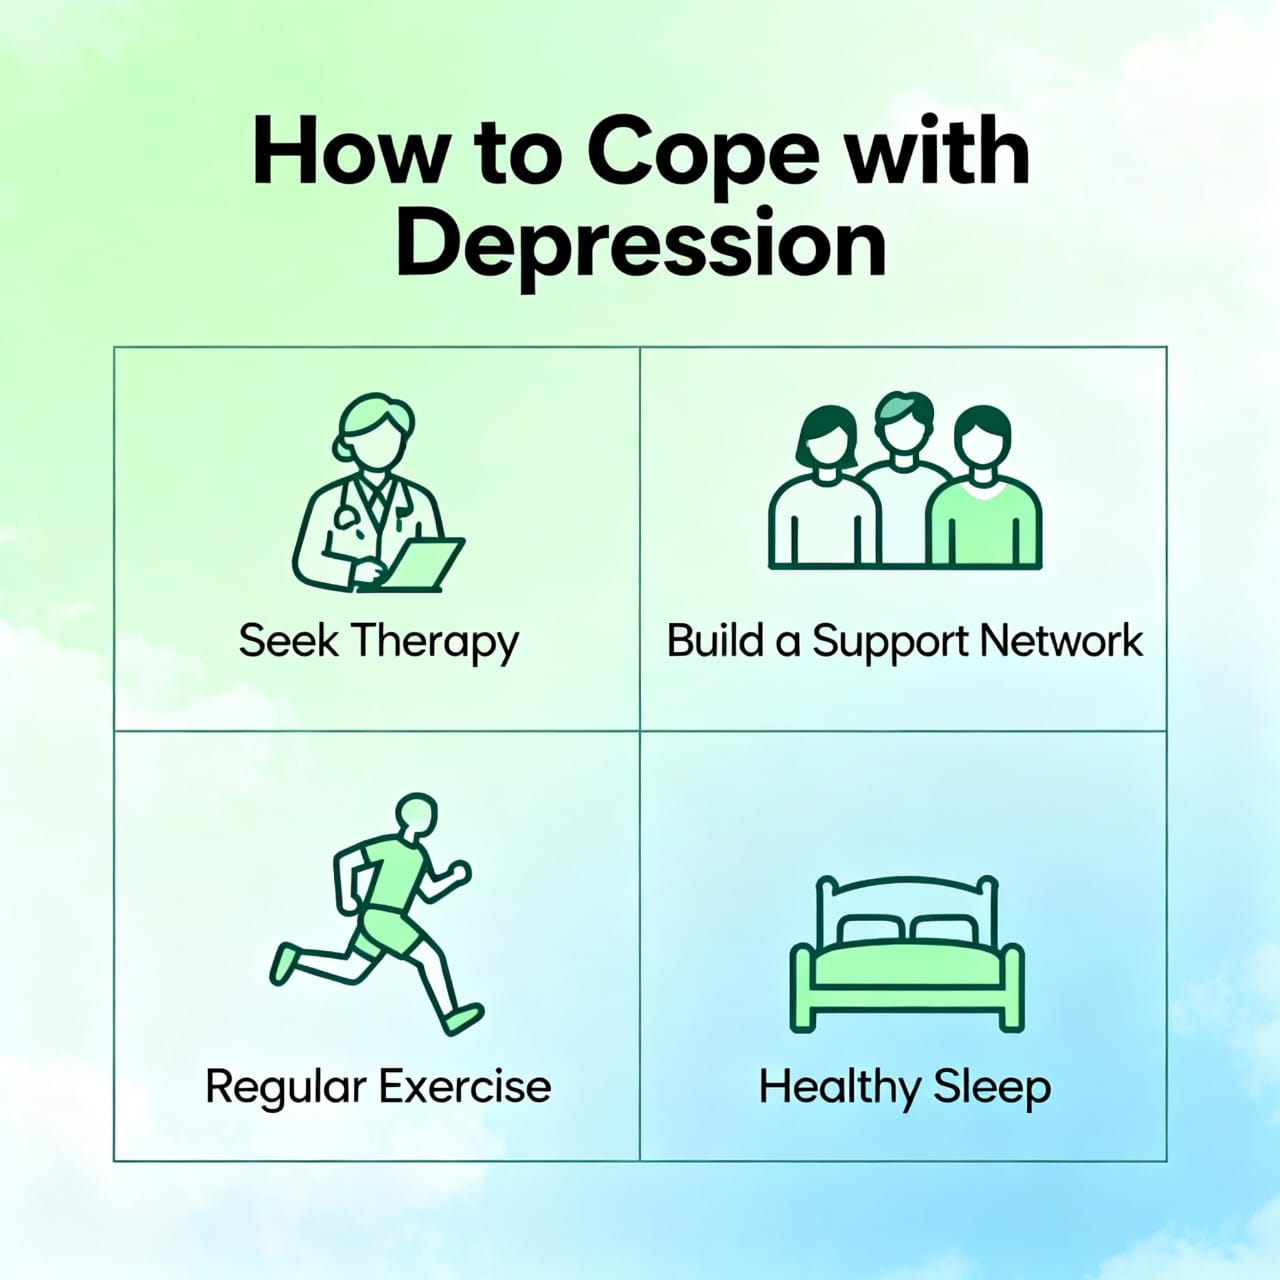 How to Cope with
Depression
Seek Therapy
Build a Support Network
Regular Exercise
Healthy Sleep